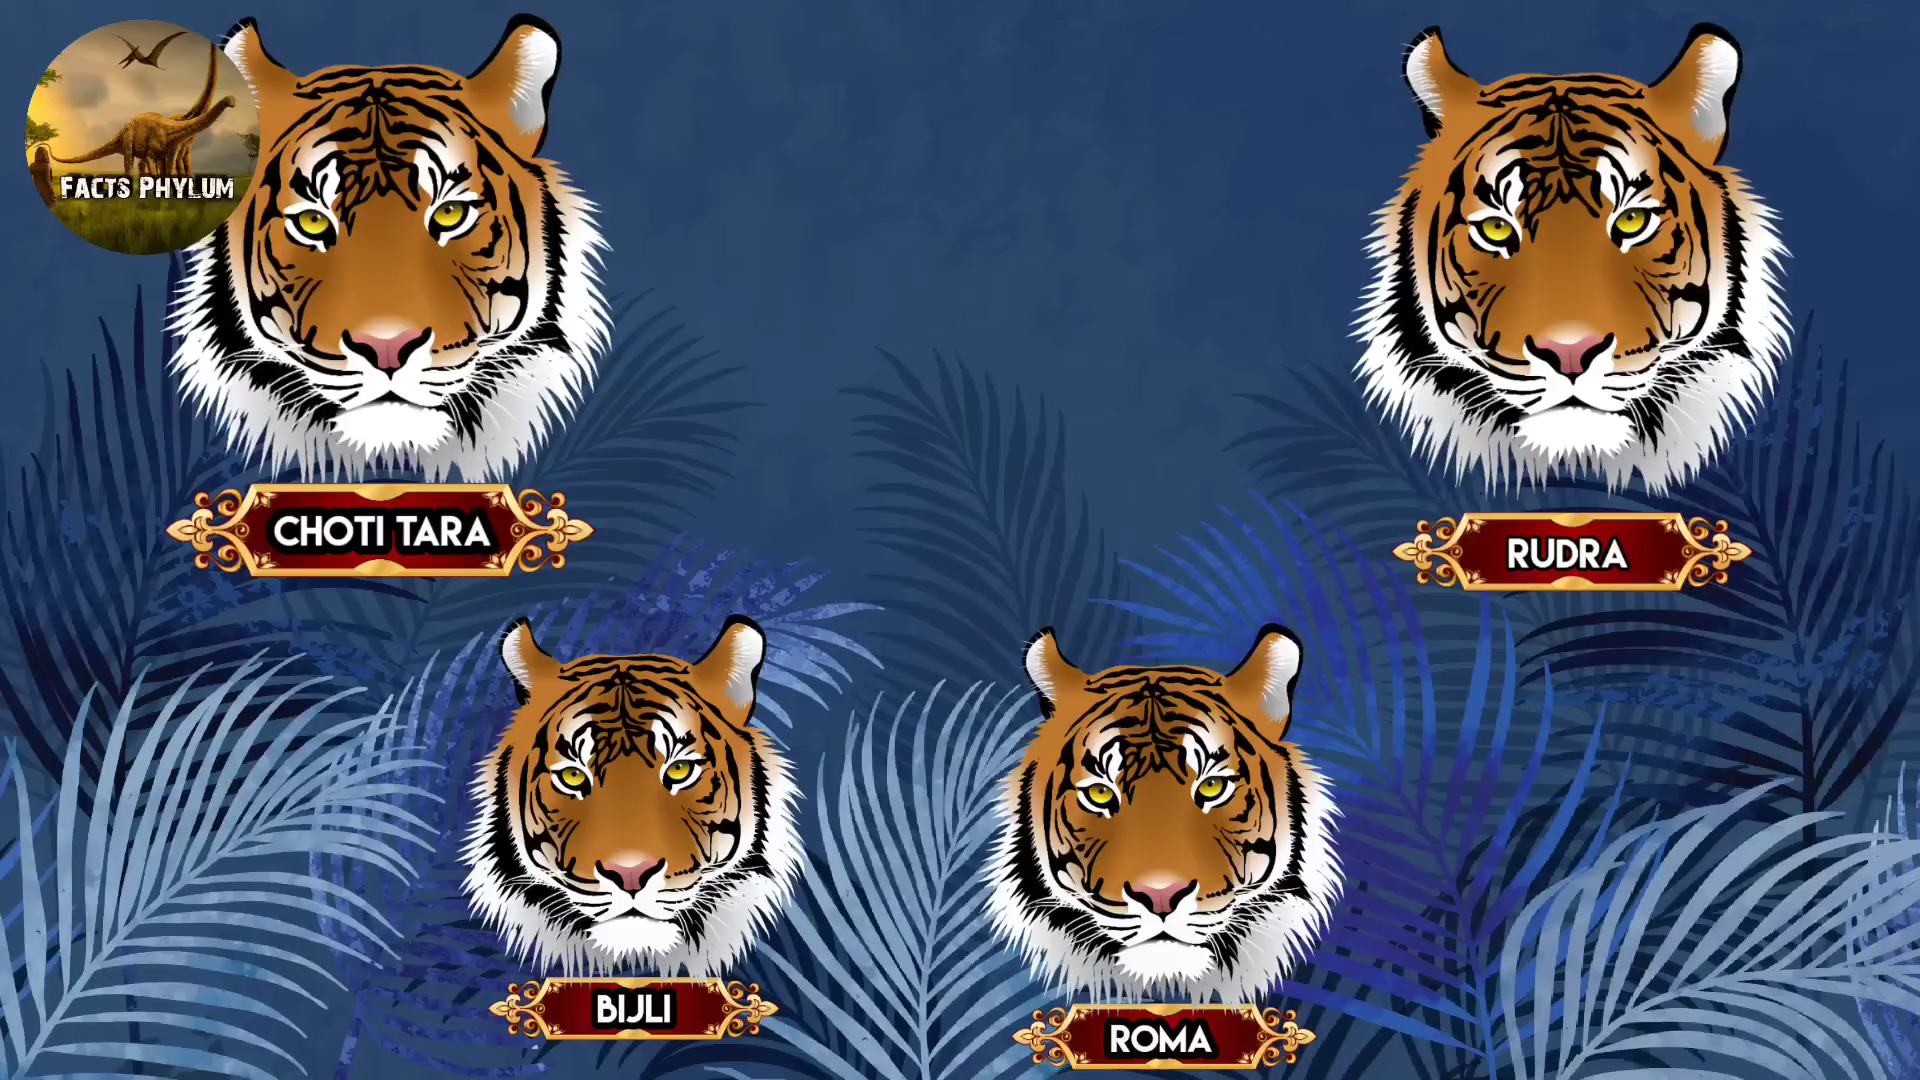 FACTS PHYLUM
CHOTI TARA
RUDRA
BIJLI
ROMA